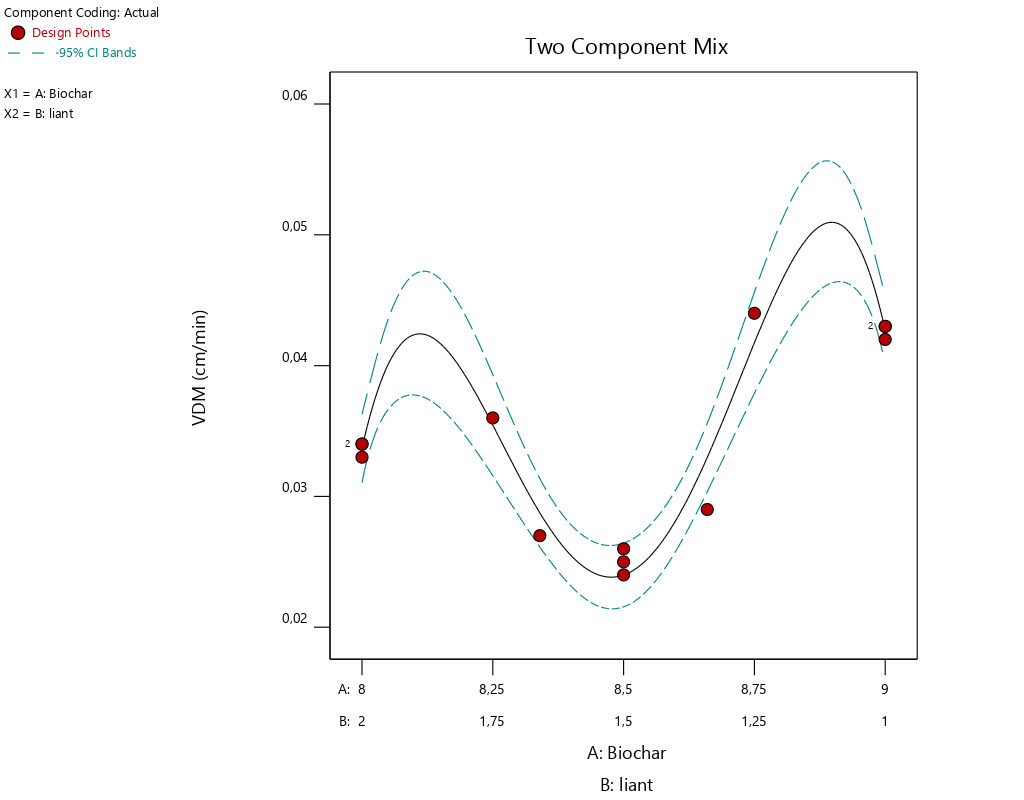 Component Coding: Actual
Design Points
-95% CI Bands
X1 = A: Biochar
X2 = B: liant
Two Component Mix
VDM (cm/min)
0,06
0,05
0,04
0,03
0,02
2
2
A: 8 8,25 8,5 8,75 9
B: 2 1,75 1,5 1,25 1
A: Biochar
B: liant